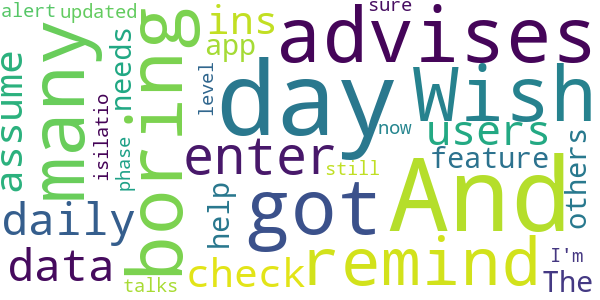 alert updated
sure
ins
advises
many
boring
needs
app
day
Wish
assume
level
isilatio
phase
now
users
others
enter
still
feature
And
daily
help
got
remind
data
check
talks
I'm
The